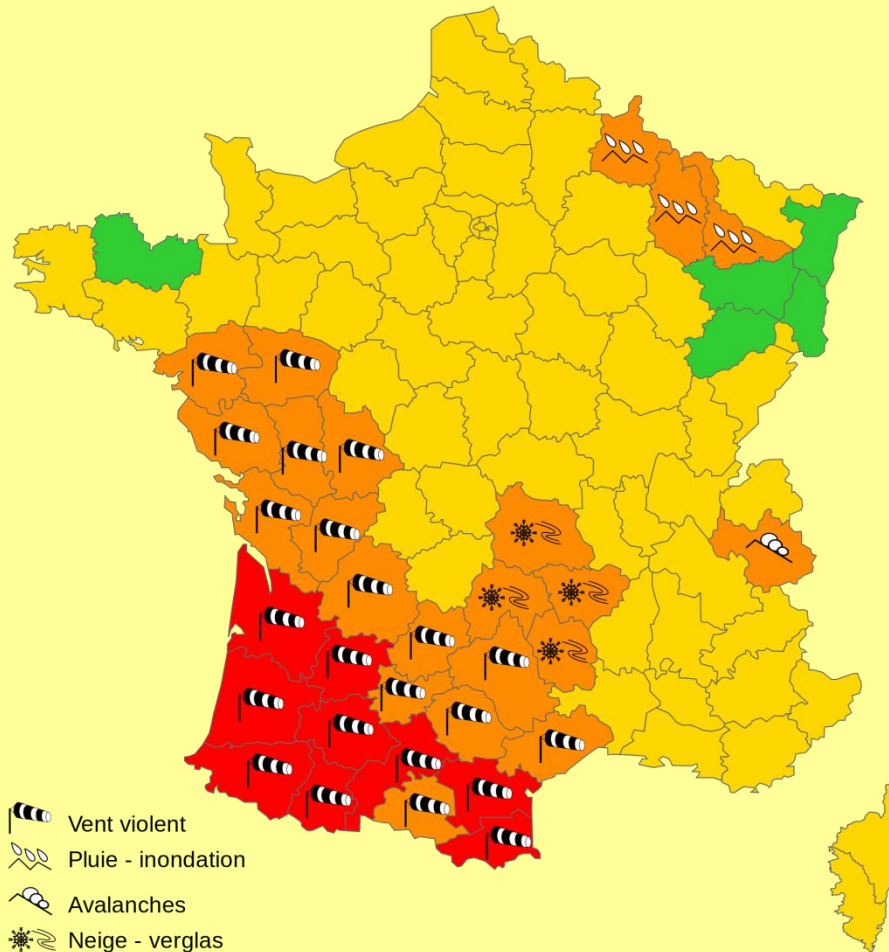 Vent violent
Pluie - inondation
Avalanches
Neige - verglas